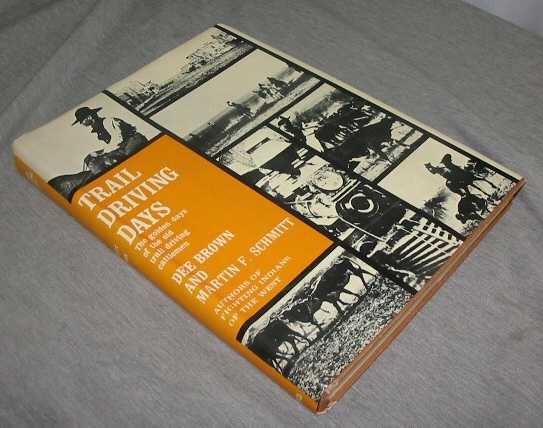 TRAIL
DRIVING
DAYS
The golden days
of the old
trail driving
cattlemen
DEE BROWN
AND
MARTIN F. SCHMITT
AUTHORS OF
FIGHTING INDIANS
OF THE WEST